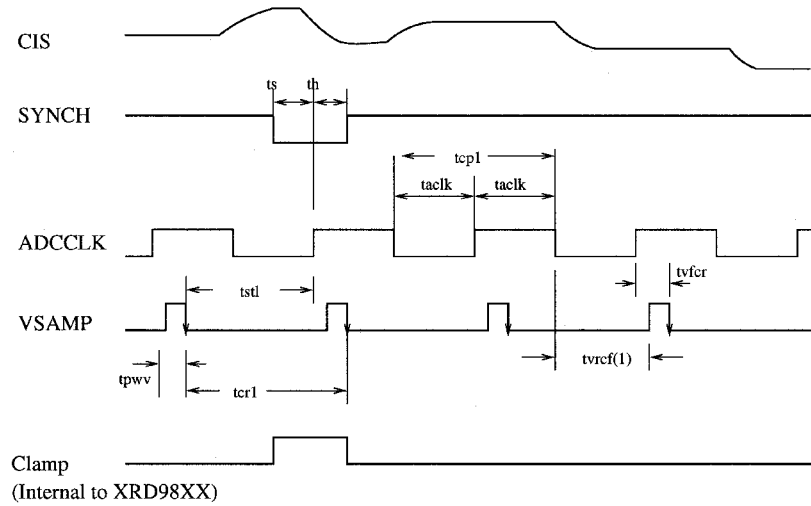 CIS
ts th
SYNCH
tcp1
taclk taclk
ADCCLK
tvfcr
tstl
VSAMP
tvrcf(1)
tpwv
tcr1
Clamp
(Internal to XRD98XX)